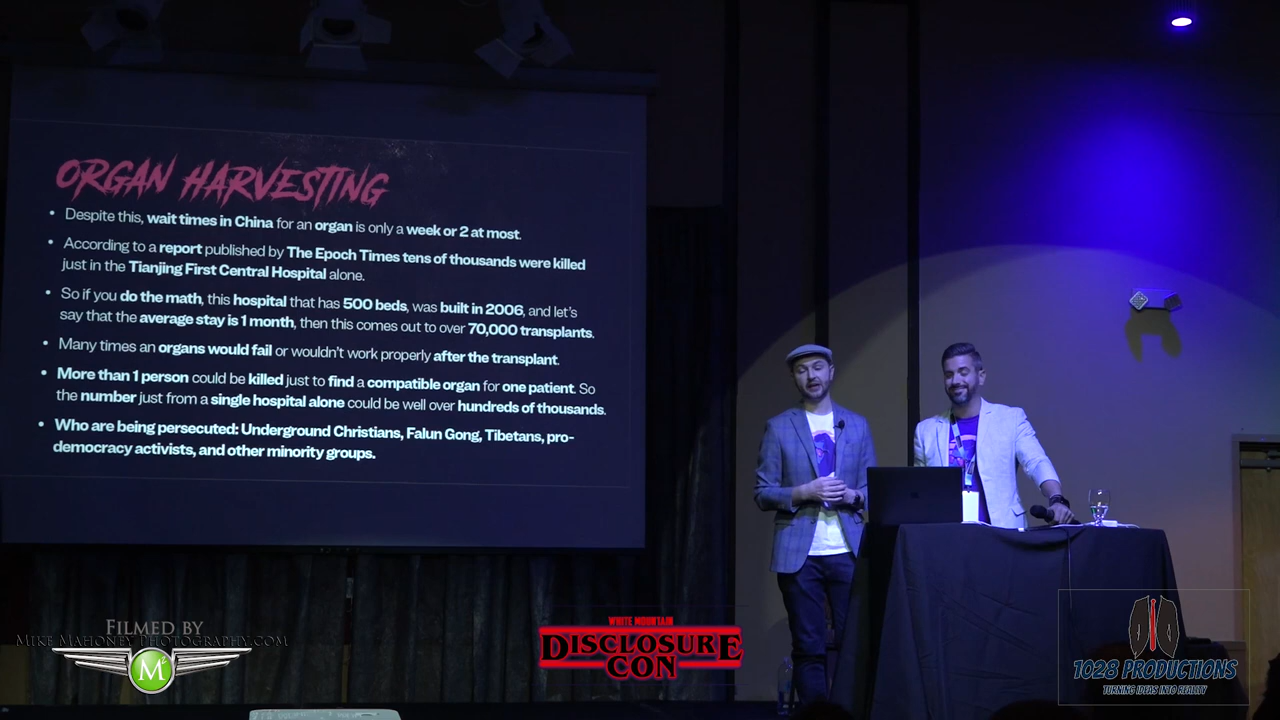 ORGAN HARVESTING
• Despite this, wait times in China for an organ is only a week or 2 at most.
• According to a report published by The Epoch Times tens of thousands were killed
just in the Tianjing First Central Hospital alone.
• So if you do the math, this hospital that has 500 beds, was built in 2006, and let's
say that the average stay is 1 month, then this comes out to over 70,000 transplants.
• Many times an organs would fail or wouldn't work properly after the transplant.
• More than 1 person could be killed just to find a compatible organ for one patient. So
the number just from a single hospital alone could be well over hundreds of thousands.
• Who are being persecuted: Underground Christians, Falun Gong, Tibetans, pro-
democracy activists, and other minority groups.
FILMED BY
MIKE MAHONEY PHOTOGRAPHY.COM
M
WHITE MOUNTAIN
DISCLOSURE
CON
1028 PRODUCTIONS
TURNING IDEAS INTO REALITY